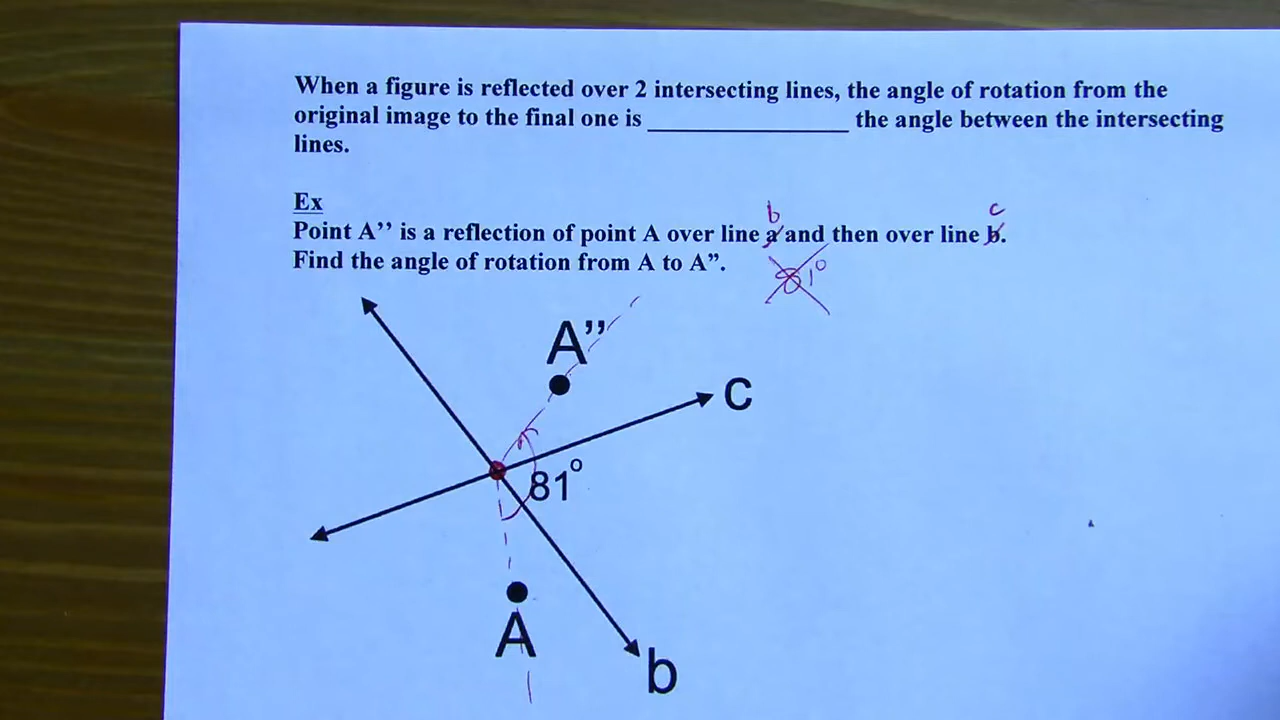 When a figure is reflected over 2 intersecting lines, the angle of rotation from the
original image to the final one is ____________ the angle between the intersecting
lines.
Ex
b c
Point A’’ is a reflection of point A over line a and then over line b.
Find the angle of rotation from A to A”.
81°
A’’
c
81°
A
b